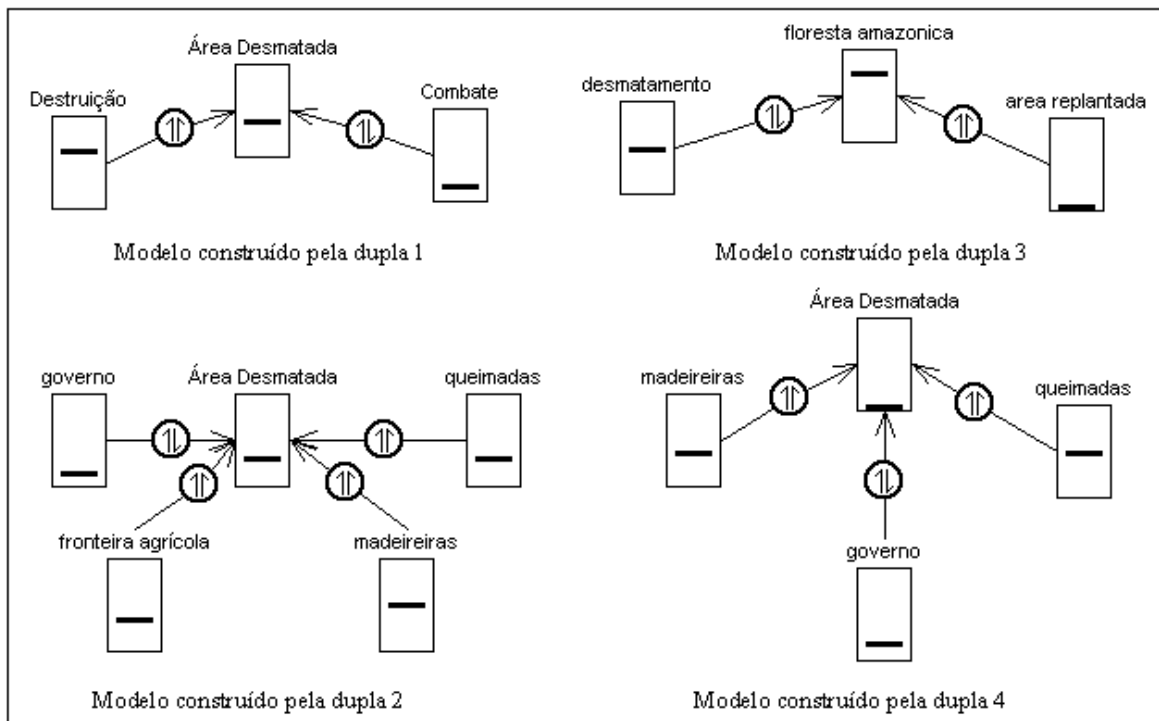 Área Desmatada
Destruição
Combate
Modelo construído pela dupla 1
floresta amazonica
desmatamento
area replantada
Modelo construído pela dupla 3
governo
Área Desmatada
queimadas
fronteira agrícola
madeireiras
Modelo construído pela dupla 2
Área Desmatada
madeireiras
queimadas
governo
Modelo construído pela dupla 4